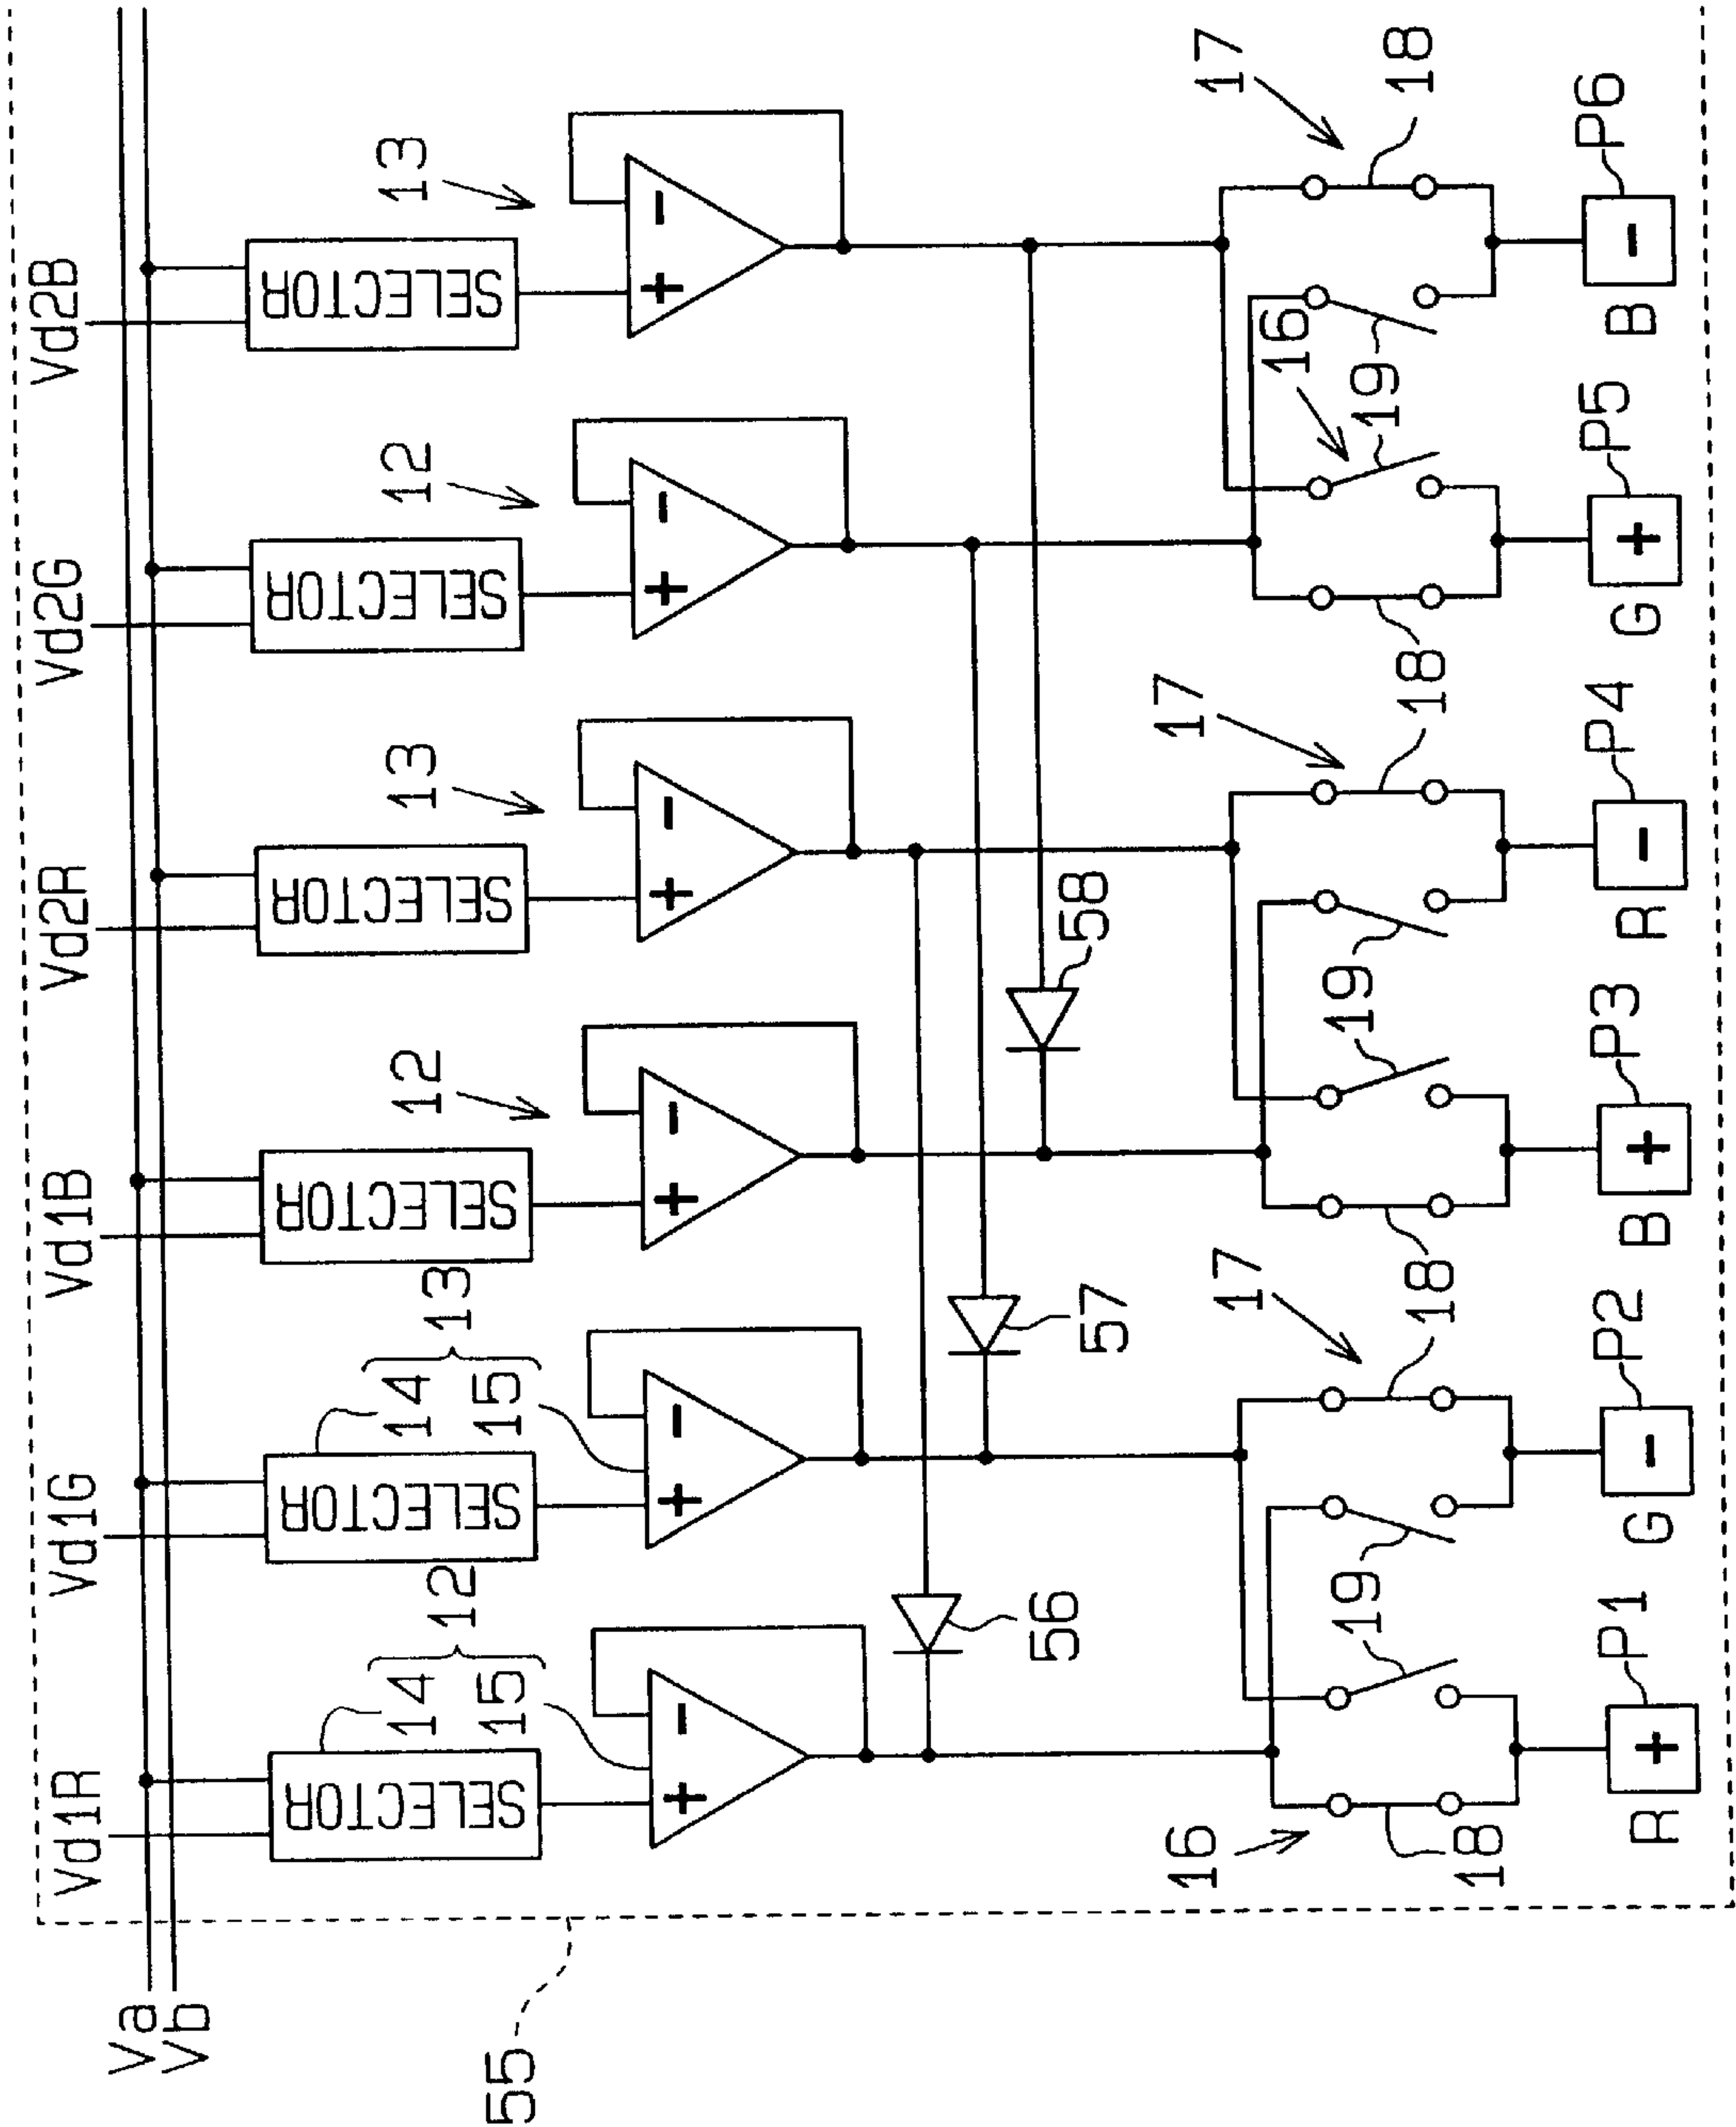 Va
Vb
55
Vd1R
Vd1G
Vd1B
Vd2R
Vd2G
Vd2B
SELECTOR
SELECTOR
SELECTOR
SELECTOR
SELECTOR
SELECTOR
14
12
15
14
13
15
12
13
12
13
+ -
+ -
+ -
+ -
+ -
+ -
56
57
58
16
18
19
19
17
18
18
19
19
17
18
18
16
19
19
17
18
R + P1
G - P2
B + P3
R - P4
G + P5
B - P6